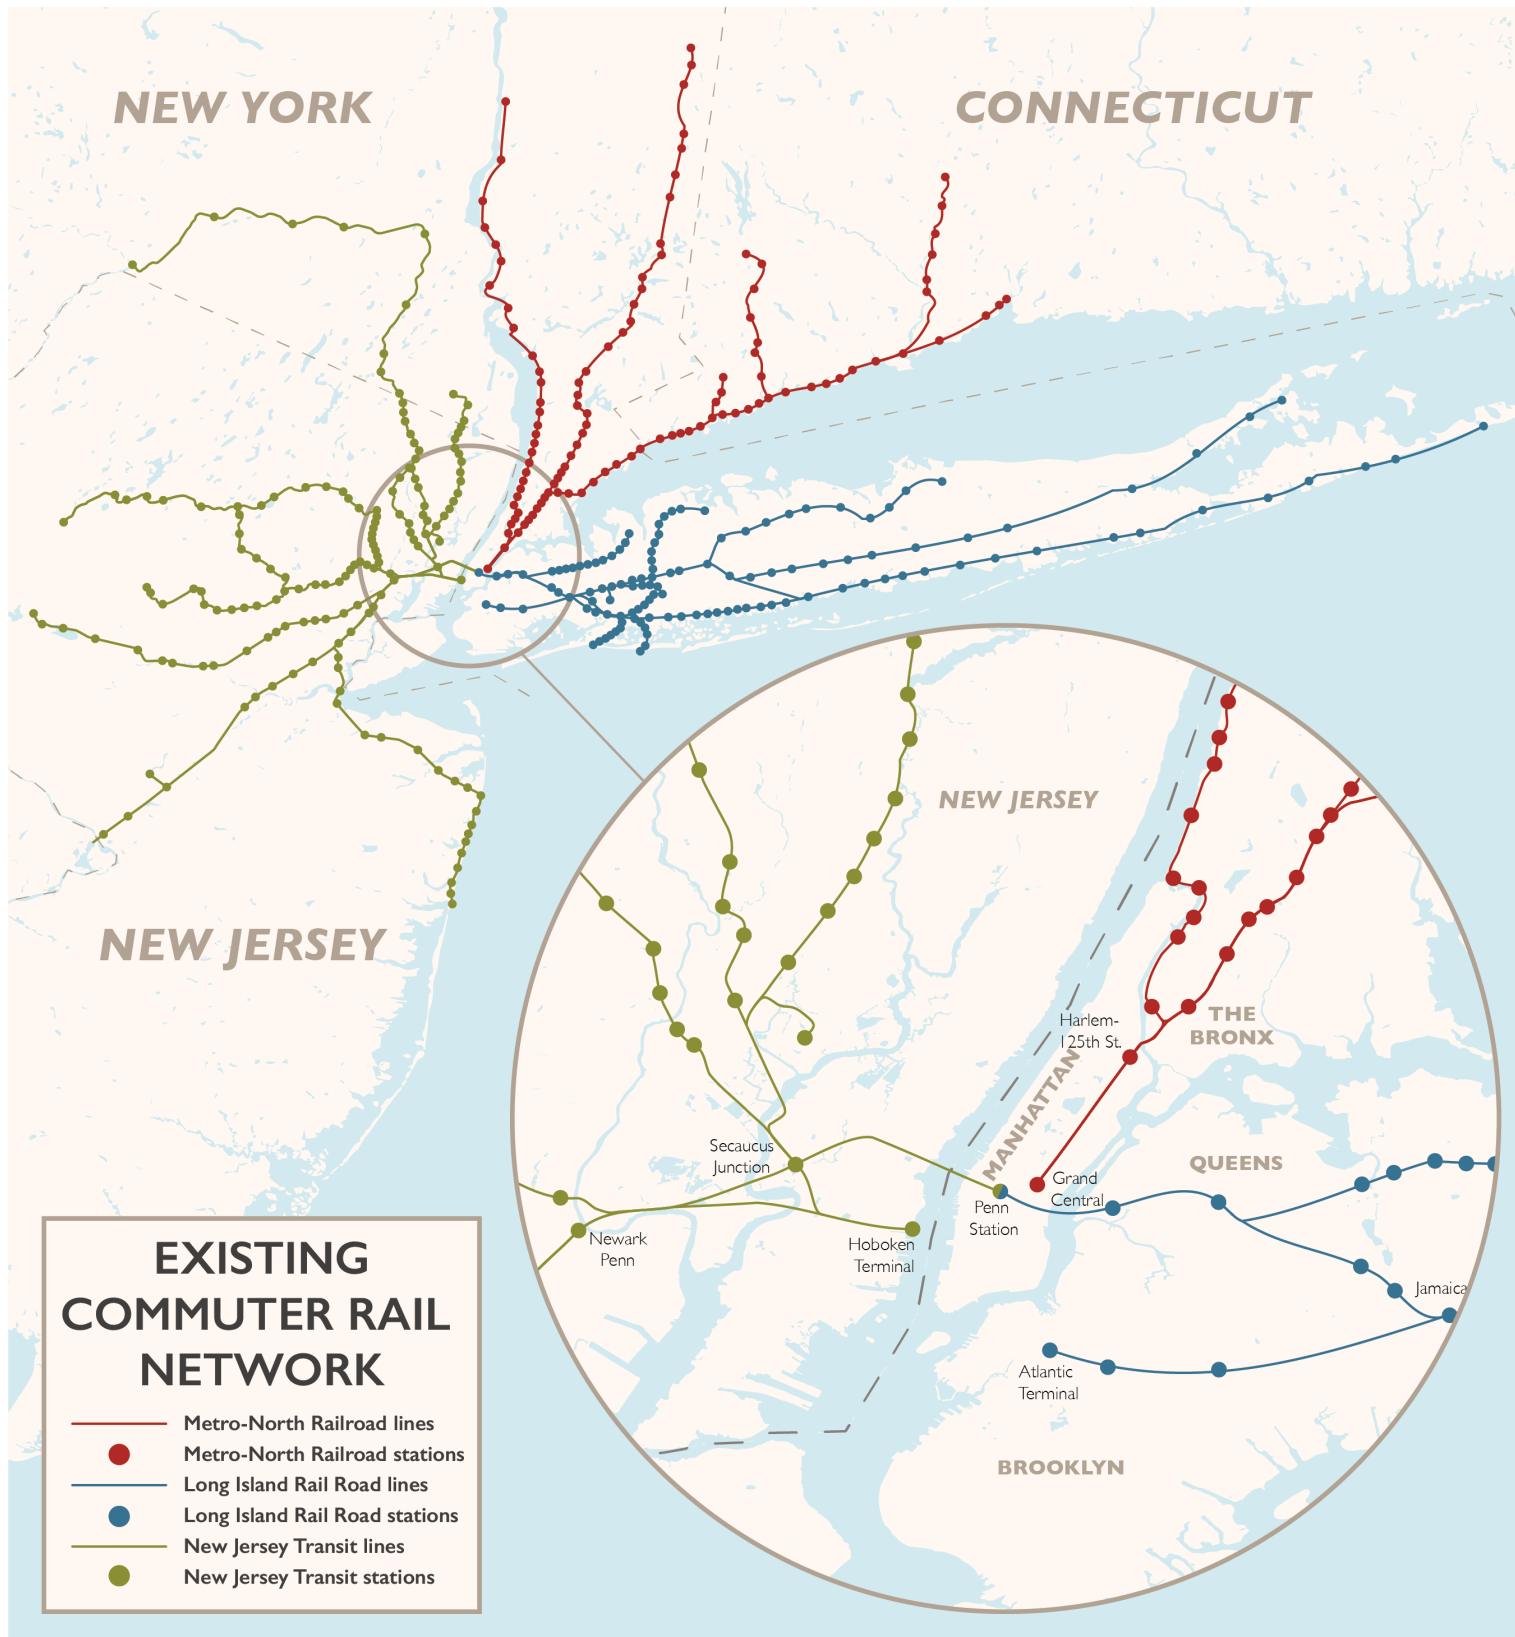 NEW YORK
CONNECTICUT
NEW JERSEY
NEW JERSEY
Harlem-
125th St.
THE
BRONX
MANHATTAN
Secaucus
Junction
QUEENS
Grand
Central
Penn
Station
Newark
Penn
Hoboken
Terminal
Jamaica
Atlantic
Terminal
BROOKLYN
EXISTING
COMMUTER RAIL
NETWORK
Metro-North Railroad lines
Metro-North Railroad stations
Long Island Rail Road lines
Long Island Rail Road stations
New Jersey Transit lines
New Jersey Transit stations